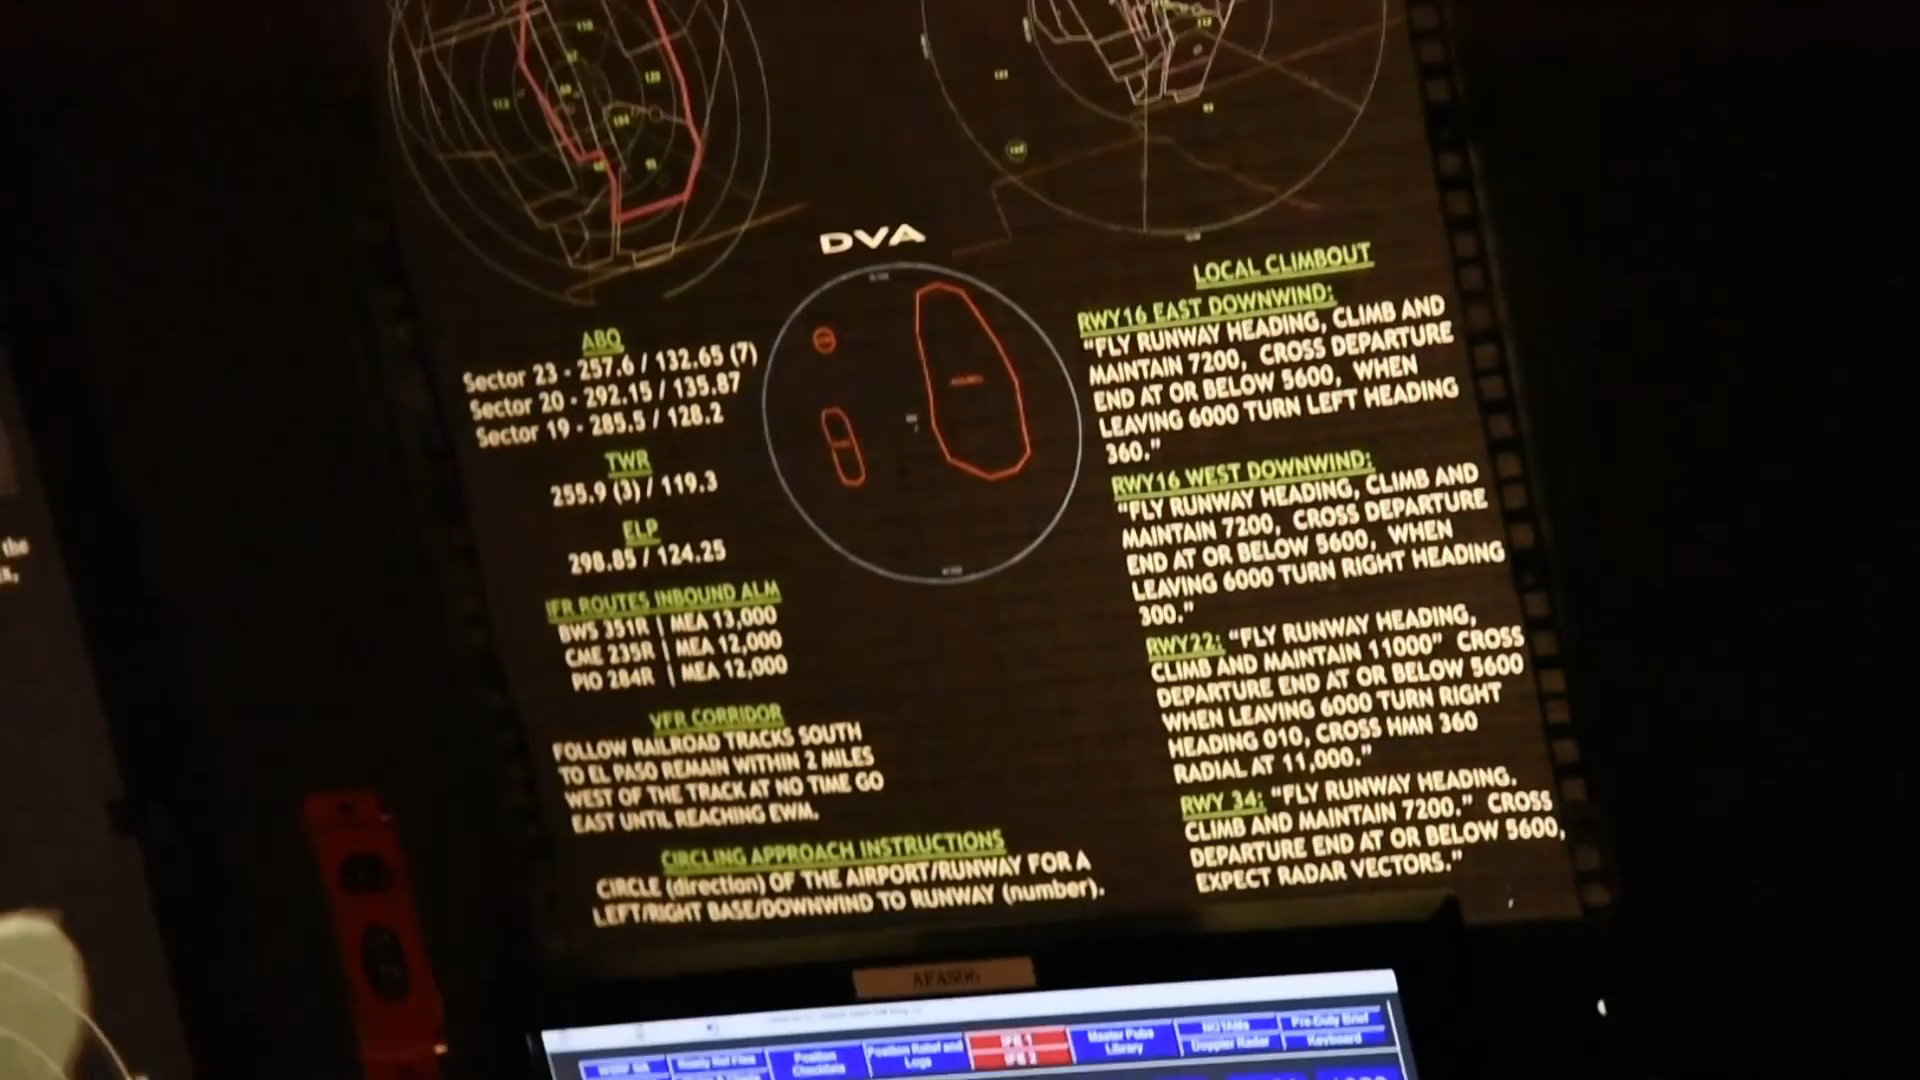 DVA
ABQ
Sector 23 - 257.6 / 132.65 (7)
Sector 20 - 292.15 / 135.87
Sector 19 - 285.5 / 128.2
TWR
255.9 (3) / 119.3
ELP
298.85 / 124.25
IFR ROUTES INBOUND ALM
BWS 351R | MEA 13,000
CME 235R | MEA 12,000
PIO 284R | MEA 12,000
VFR CORRIDOR
FOLLOW RAILROAD TRACKS SOUTH
TO EL PASO REMAIN WITHIN 2 MILES
WEST OF THE TRACK AT NO TIME GO
EAST UNTIL REACHING EWM.
CIRCLING APPROACH INSTRUCTIONS
CIRCLE (direction) OF THE AIRPORT/RUNWAY FOR A
LEFT/RIGHT BASE/DOWNWIND TO RUNWAY (number).
LOCAL CLIMBOUT
RWY16 EAST DOWNWIND:
"FLY RUNWAY HEADING, CLIMB AND
MAINTAIN 7200, CROSS DEPARTURE
END AT OR BELOW 5600, WHEN
LEAVING 6000 TURN LEFT HEADING
360."
RWY16 WEST DOWNWIND:
"FLY RUNWAY HEADING, CLIMB AND
MAINTAIN 7200, CROSS DEPARTURE
END AT OR BELOW 5600, WHEN
LEAVING 6000 TURN RIGHT HEADING
300."
RWY22: "FLY RUNWAY HEADING,
CLIMB AND MAINTAIN 11000" CROSS
DEPARTURE END AT OR BELOW 5600
WHEN LEAVING 6000 TURN RIGHT
HEADING 010, CROSS HMN 360
RADIAL AT 11,000."
RWY 34: "FLY RUNWAY HEADING.
CLIMB AND MAINTAIN 7200." CROSS
DEPARTURE END AT OR BELOW 5600,
EXPECT RADAR VECTORS."
the
Ready Ref Files
Position
Checklists
Position Relief and
Logs
IFR 1
IFR 2
Master Pubs
Library
NOTAMs
Doppler Radar
Pre-Duty Brief
Keyboard